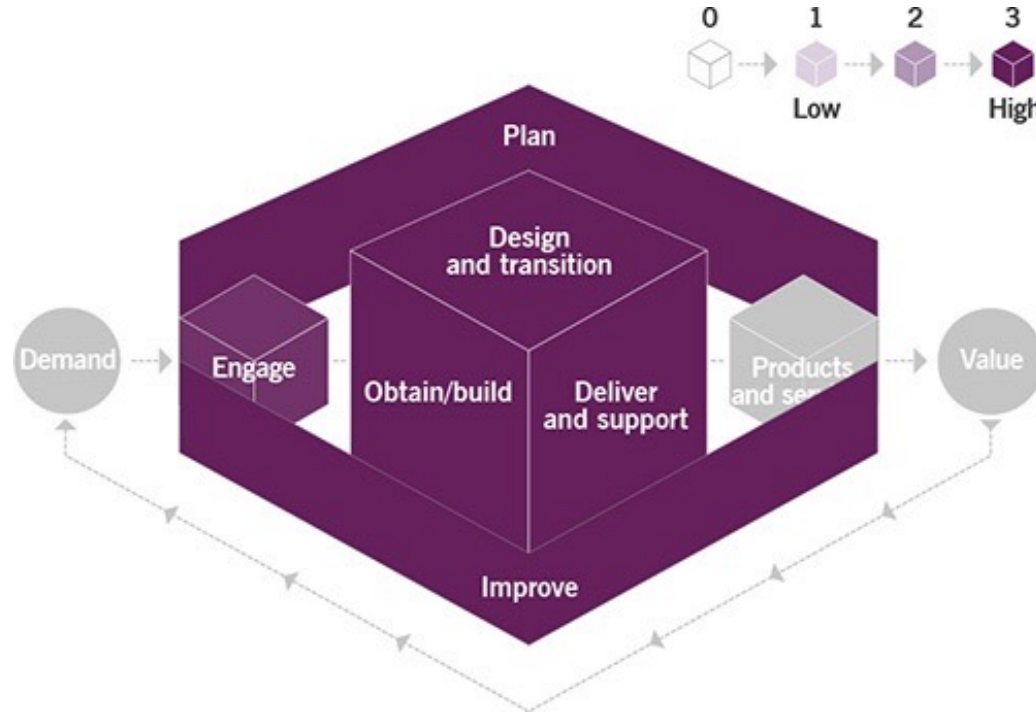 0 1 2 3
Low High
Plan
Design
and transition
Demand
Engage
Obtain/build
Deliver
and support
Products
and
Value
Improve